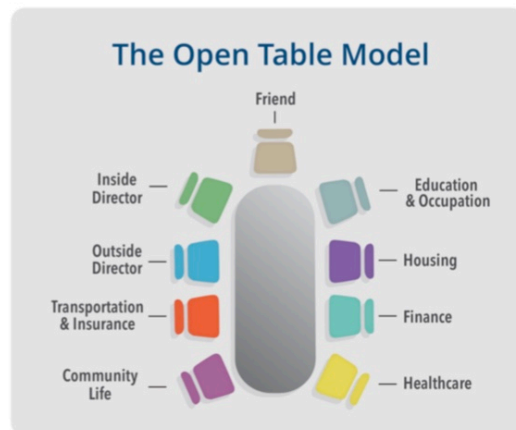 The Open Table Model
Friend
Inside
Director
Education
& Occupation
Outside
Director
Housing
Transportation
& Insurance
Finance
Community
Life
Healthcare